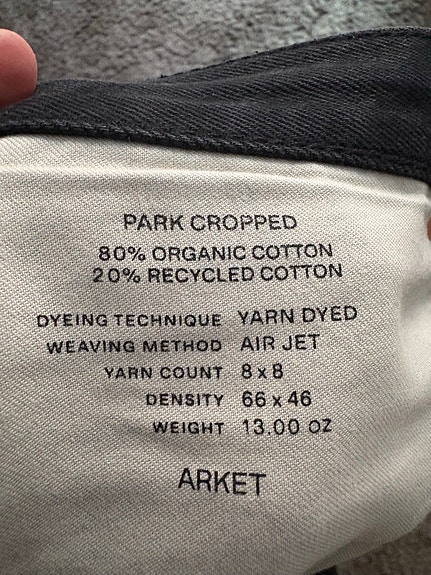 PARK CROPPED
80% ORGANIC COTTON
20% RECYCLED COTTON
DYEING TECHNIQUE YARN DYED
WEAVING METHOD AIR JET
YARN COUNT 8 x 8
DENSITY 66 x 46
WEIGHT 13.00 OZ
ARKET